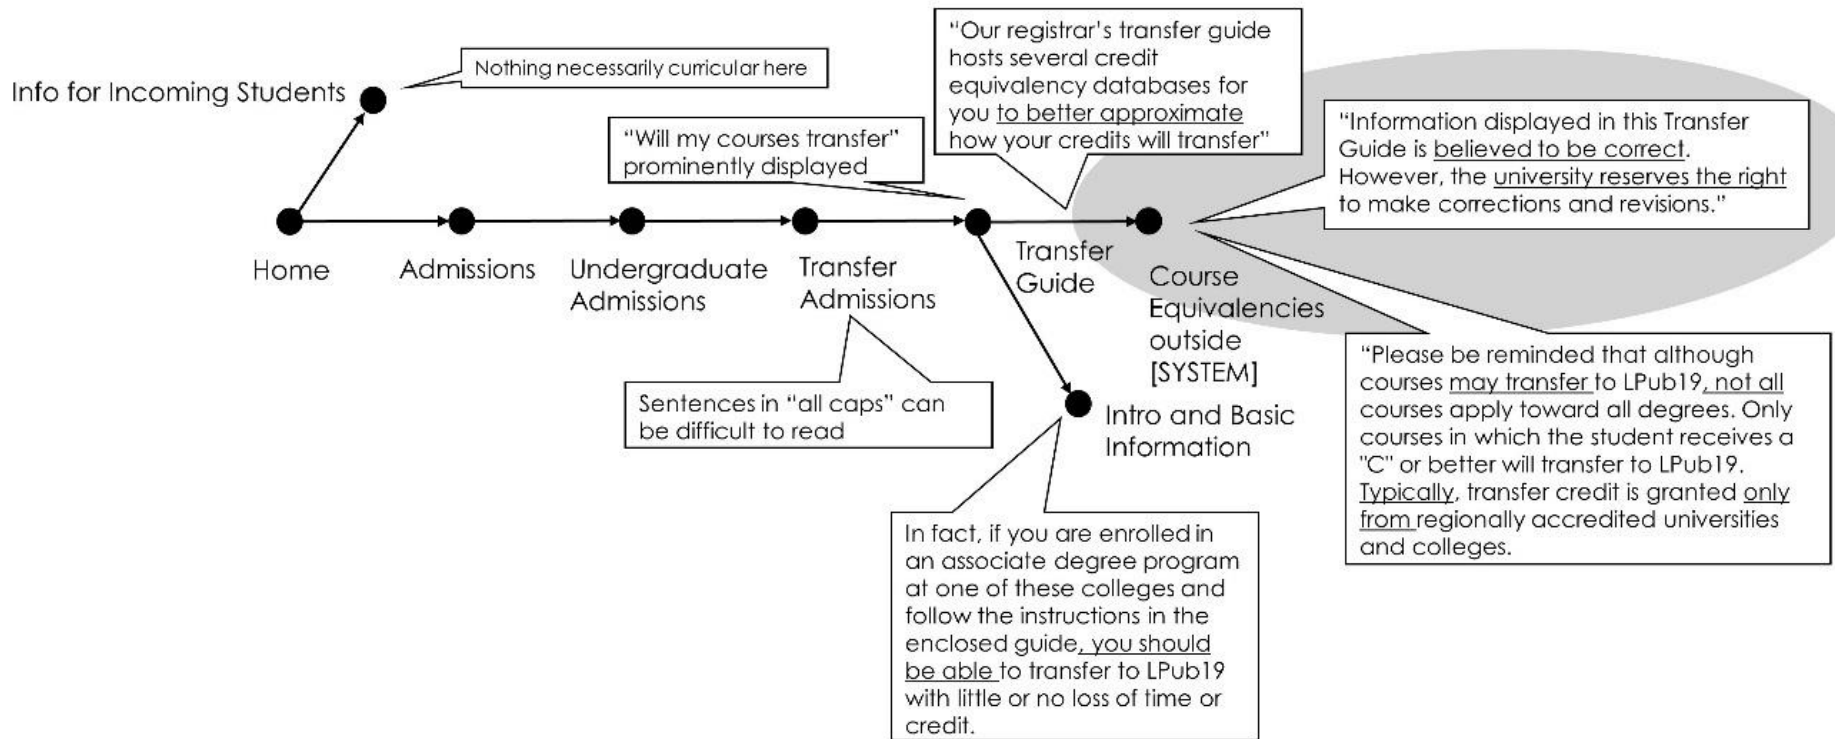 Info for Incoming Students
Nothing necessarily curricular here
“Will my courses transfer”
prominently displayed
“Our registrar’s transfer guide
hosts several credit
equivalency databases for
you to better approximate
how your credits will transfer”
“Information displayed in this Transfer
Guide is believed to be correct.
However, the university reserves the right
to make corrections and revisions.”
Home
Admissions
Undergraduate
Admissions
Transfer
Admissions
Transfer
Guide
Course
Equivalencies
outside
[SYSTEM]
Sentences in “all caps” can
be difficult to read
Intro and Basic
Information
“Please be reminded that although
courses may transfer to LPub19, not all
courses apply toward all degrees. Only
courses in which the student receives a
"C" or better will transfer to LPub19.
Typically, transfer credit is granted only
from regionally accredited universities
and colleges.
In fact, if you are enrolled in
an associate degree program
at one of these colleges and
follow the instructions in the
enclosed guide, you should
be able to transfer to LPub19
with little or no loss of time or
credit.